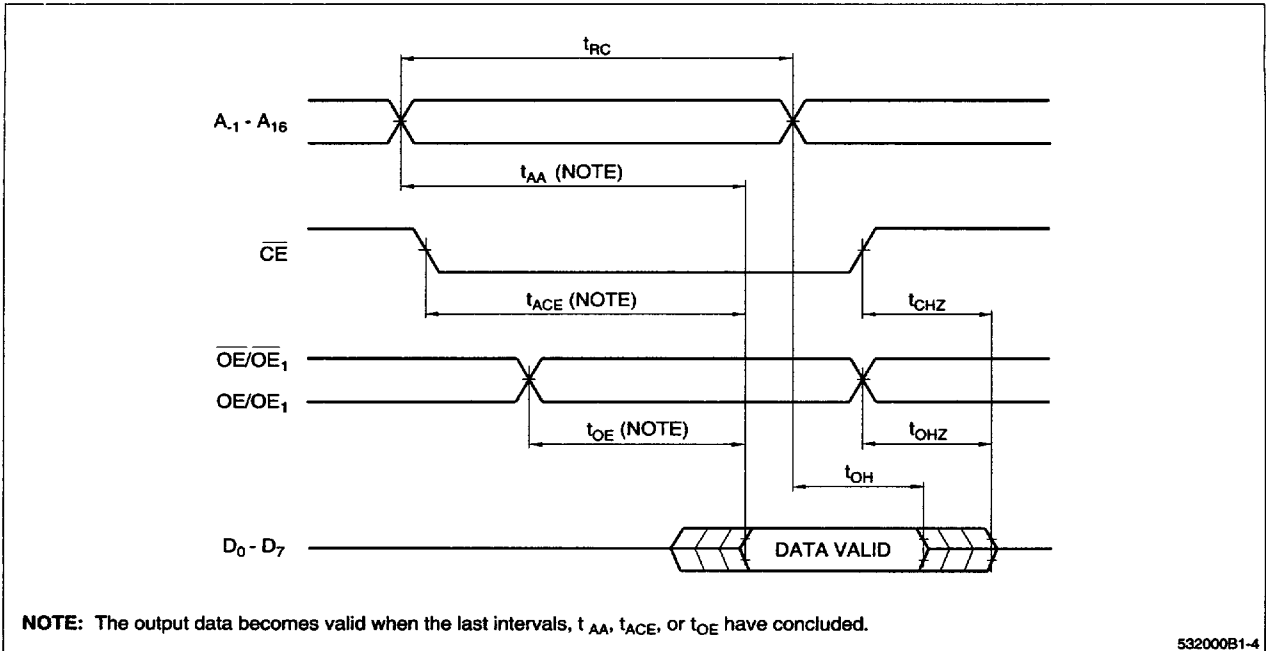 tRC
A-1 - A16
tAA (NOTE)
CE
tACE (NOTE)
tCHZ
OE/OE1
OE/OE1
tOE (NOTE)
tOHZ
tOH
D0 - D7
DATA VALID
NOTE: The output data becomes valid when the last intervals, t AA, tACE, or tOE have concluded.
532000B1-4